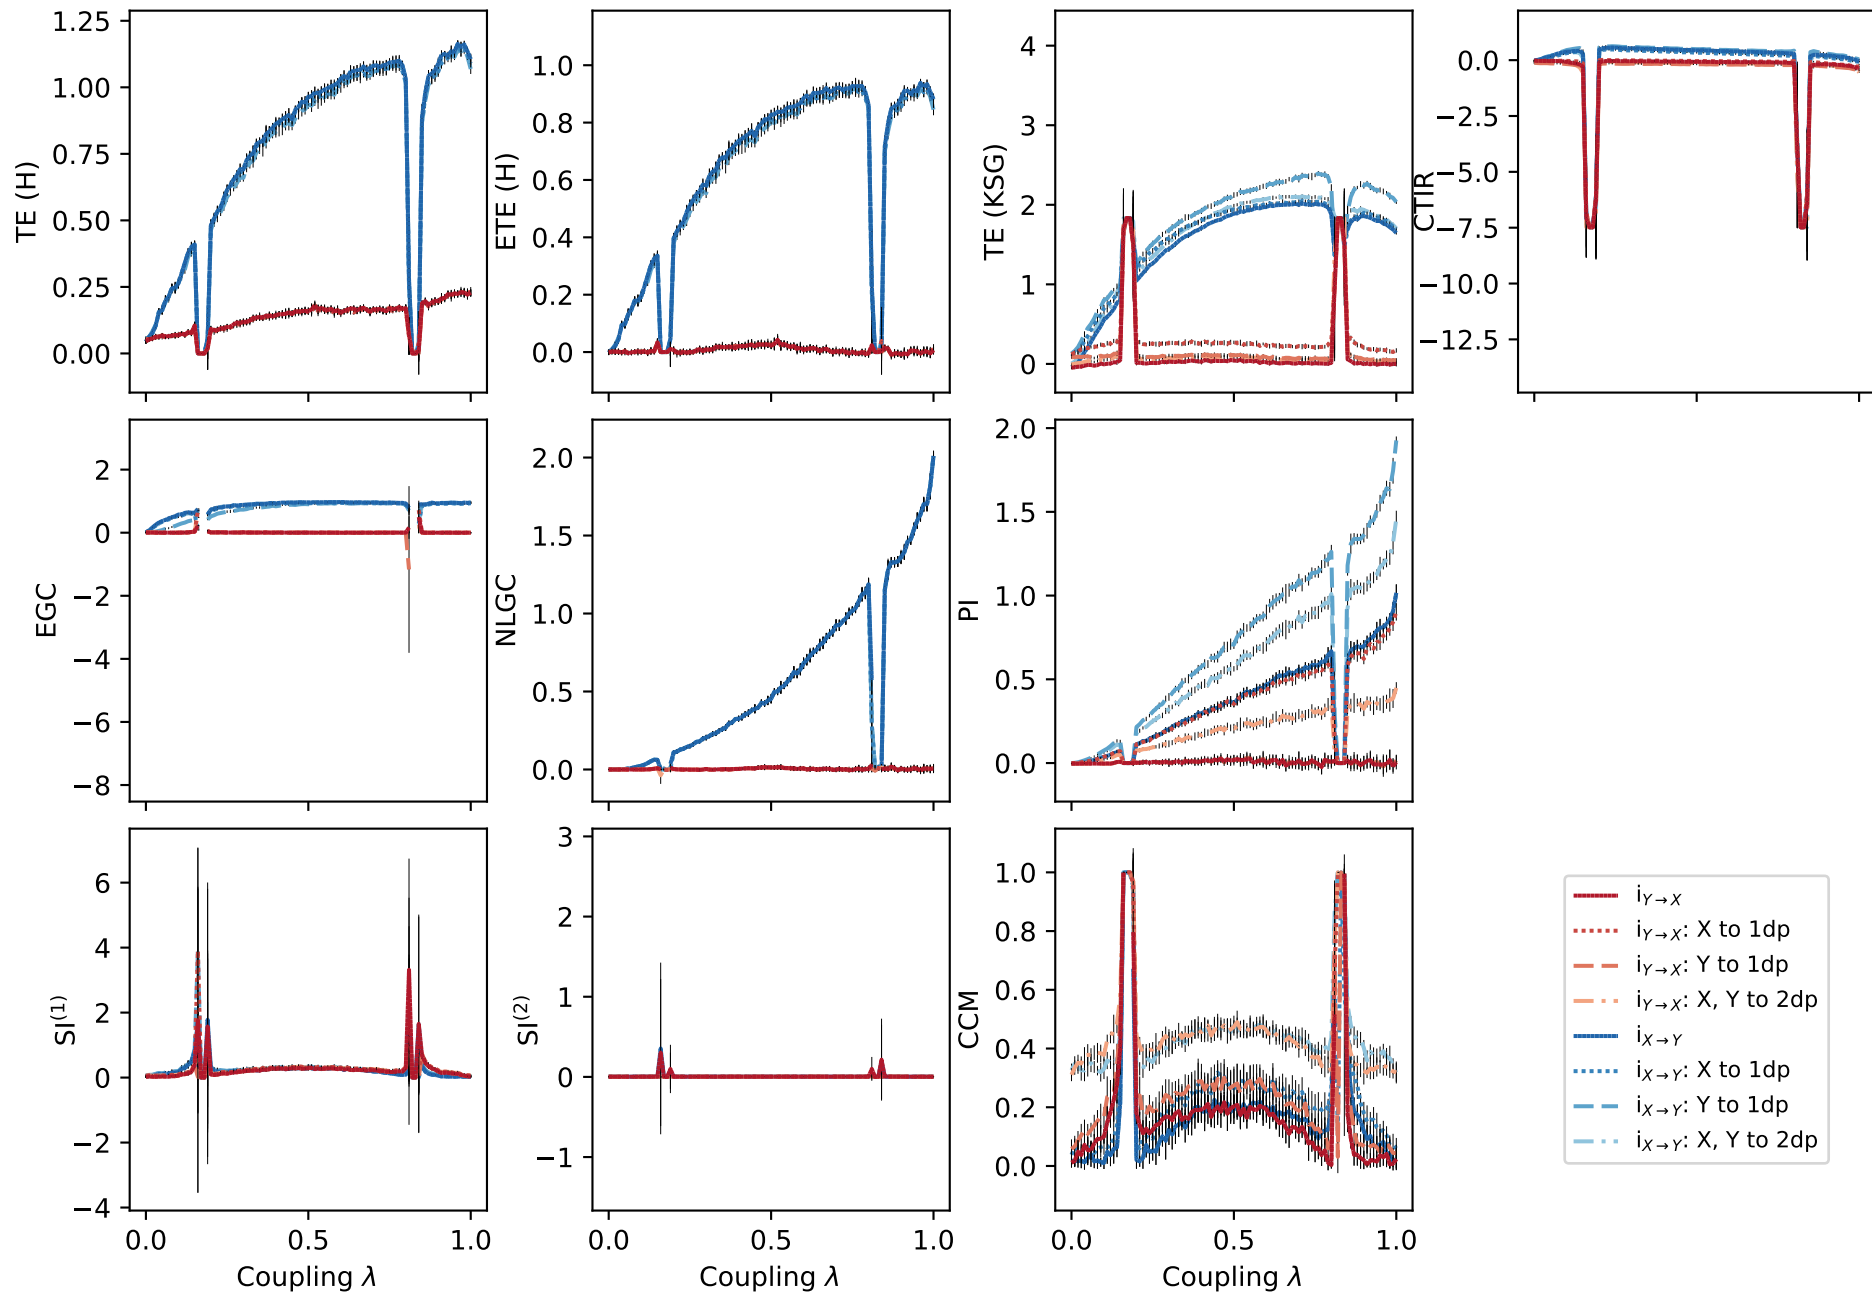 TE (H)
1.25
1.00
0.75
0.50
0.25
0.00
ETE (H)
1.0
0.8
0.6
0.4
0.2
0.0
TE (KSG)
4
3
2
1
0
CTIR
0.0
−2.5
−5.0
−7.5
−10.0
−12.5
EGC
2
0
−2
−4
−6
−8
NLGC
2.0
1.5
1.0
0.5
0.0
PI
2.0
1.5
1.0
0.5
0.0
SI(1)
6
4
2
0
−2
−4
0.0 0.5 1.0
Coupling λ
SI(2)
3
2
1
0
−1
0.0 0.5 1.0
Coupling λ
CCM
1.0
0.8
0.6
0.4
0.2
0.0
0.0 0.5 1.0
Coupling λ
iY→X
iY→X: X to 1dp
iY→X: Y to 1dp
iY→X: X, Y to 2dp
iX→Y
iX→Y: X to 1dp
iX→Y: Y to 1dp
iX→Y: X, Y to 2dp